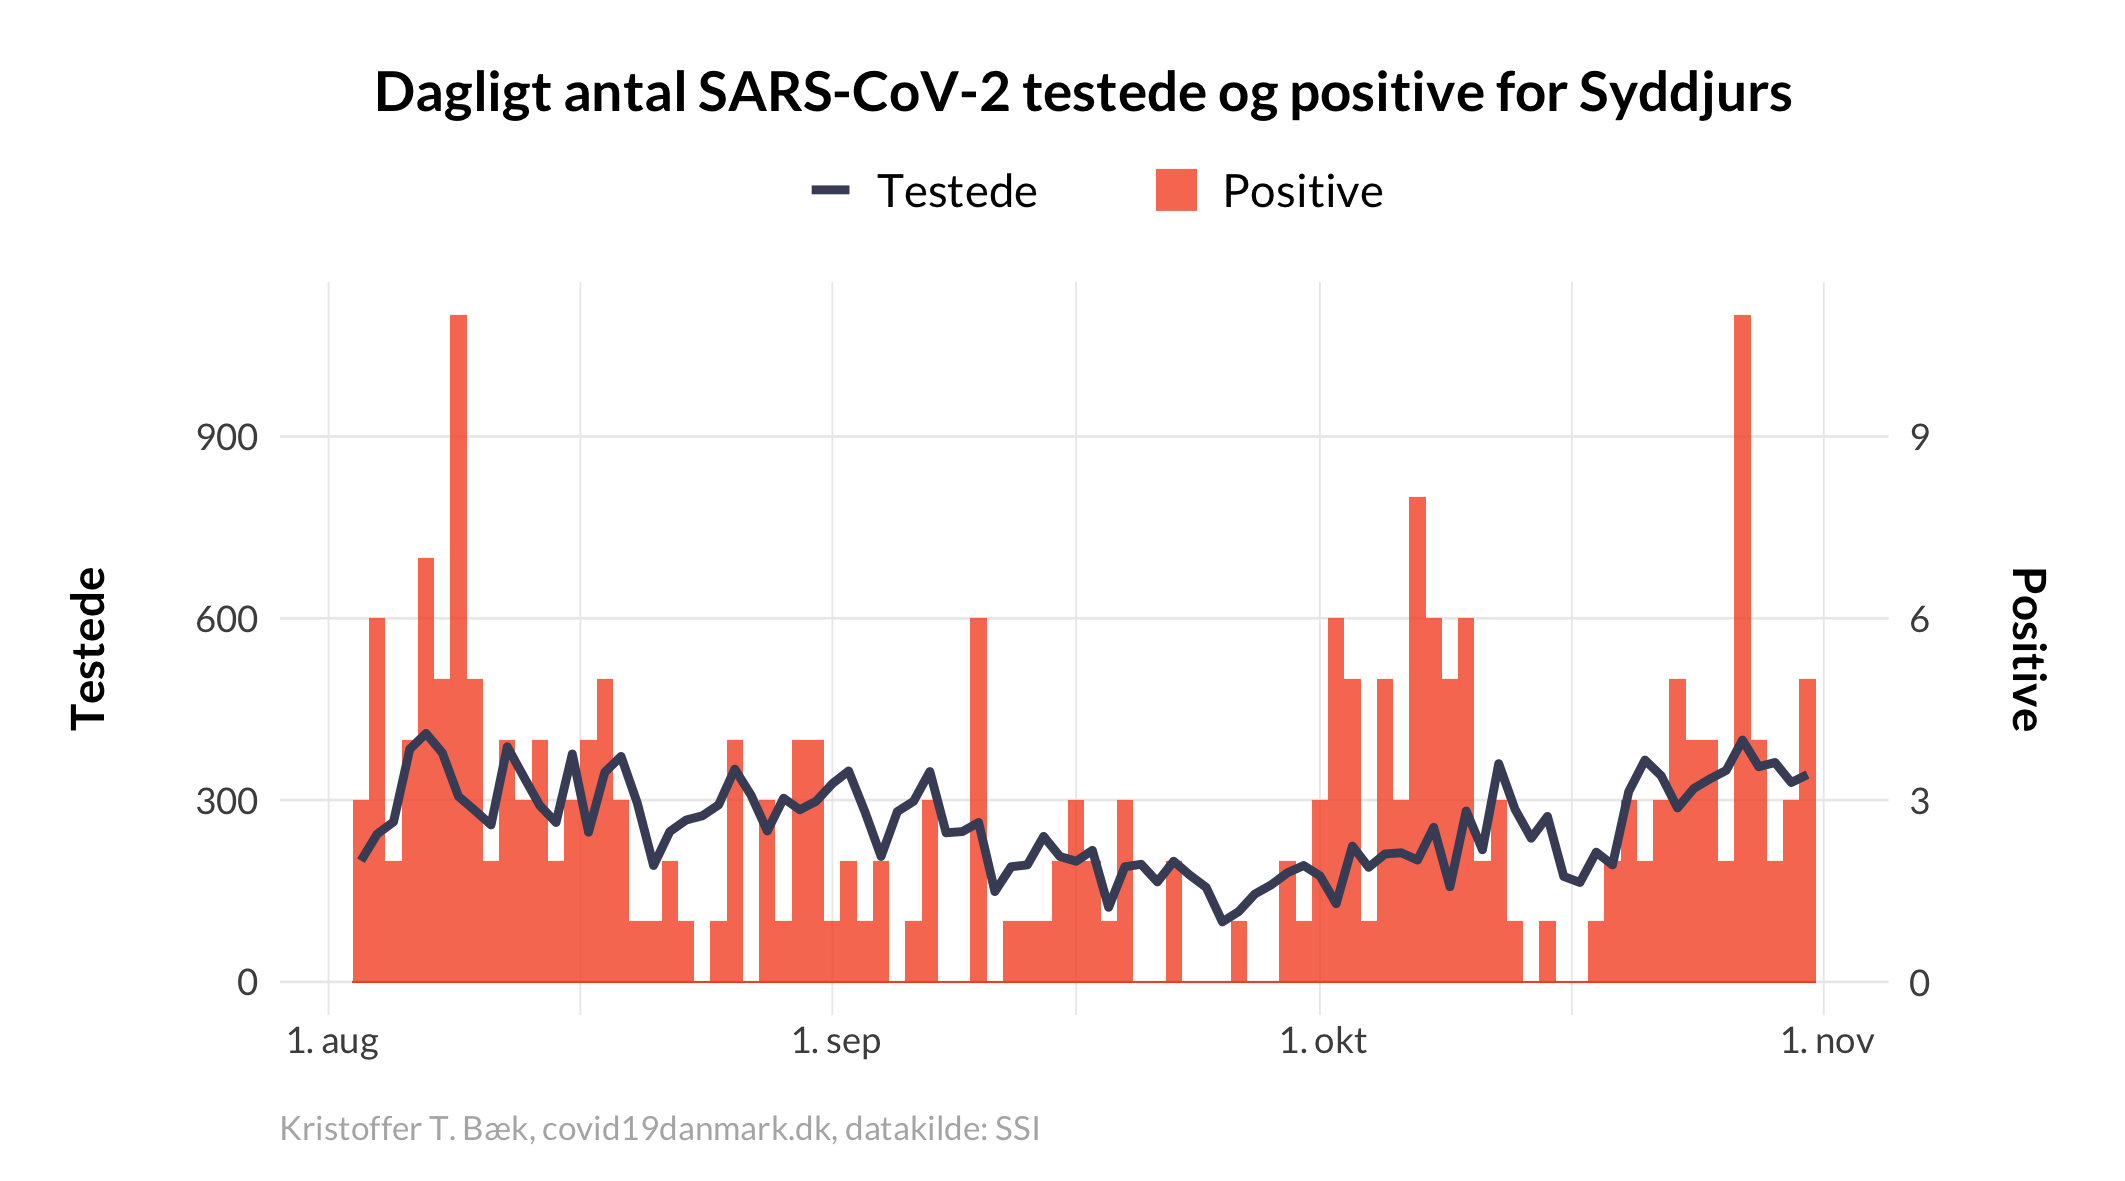 Dagligt antal SARS-CoV-2 testede og positive for Syddjurs
Testede
Positive
900
600
300
0
Testede
9
6
3
0
Positive
1. aug
1. sep
1. okt
1. nov
Kristoffer T. Bæk, covid19danmark.dk, datakilde: SSI